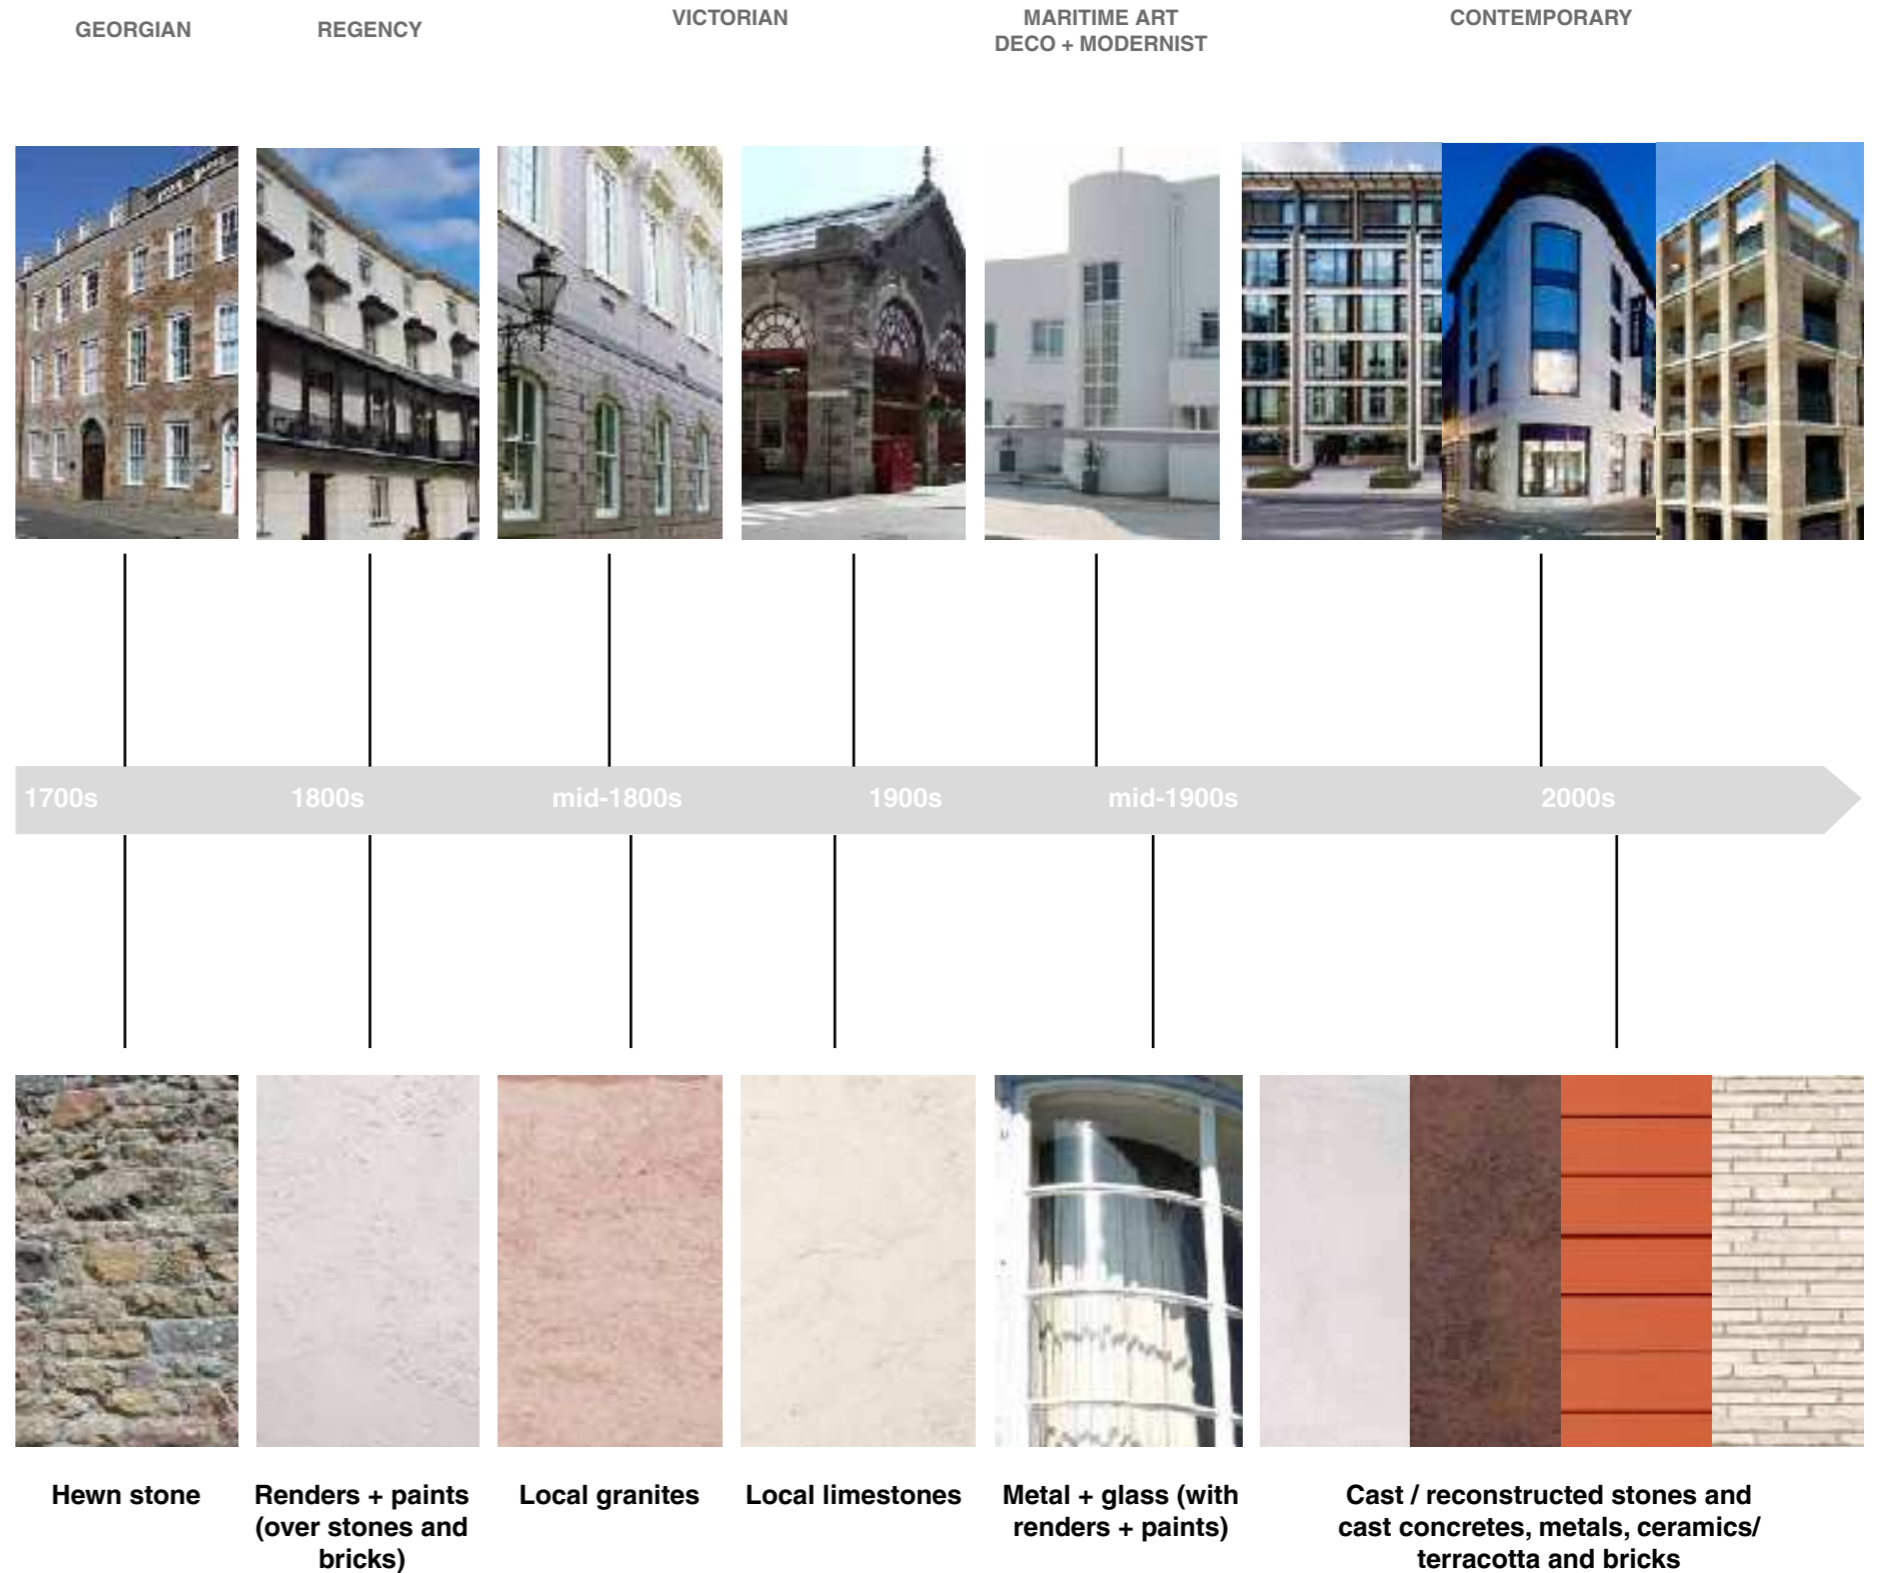 GEORGIAN
REGENCY
VICTORIAN
MARITIME ART
DECO + MODERNIST
CONTEMPORARY
1700s
1800s
mid-1800s
1900s
mid-1900s
2000s
Hewn stone
Renders + paints
(over stones and
bricks)
Local granites
Local limestones
Metal + glass (with
renders + paints)
Cast / reconstructed stones and
cast concretes, metals, ceramics/
terracotta and bricks